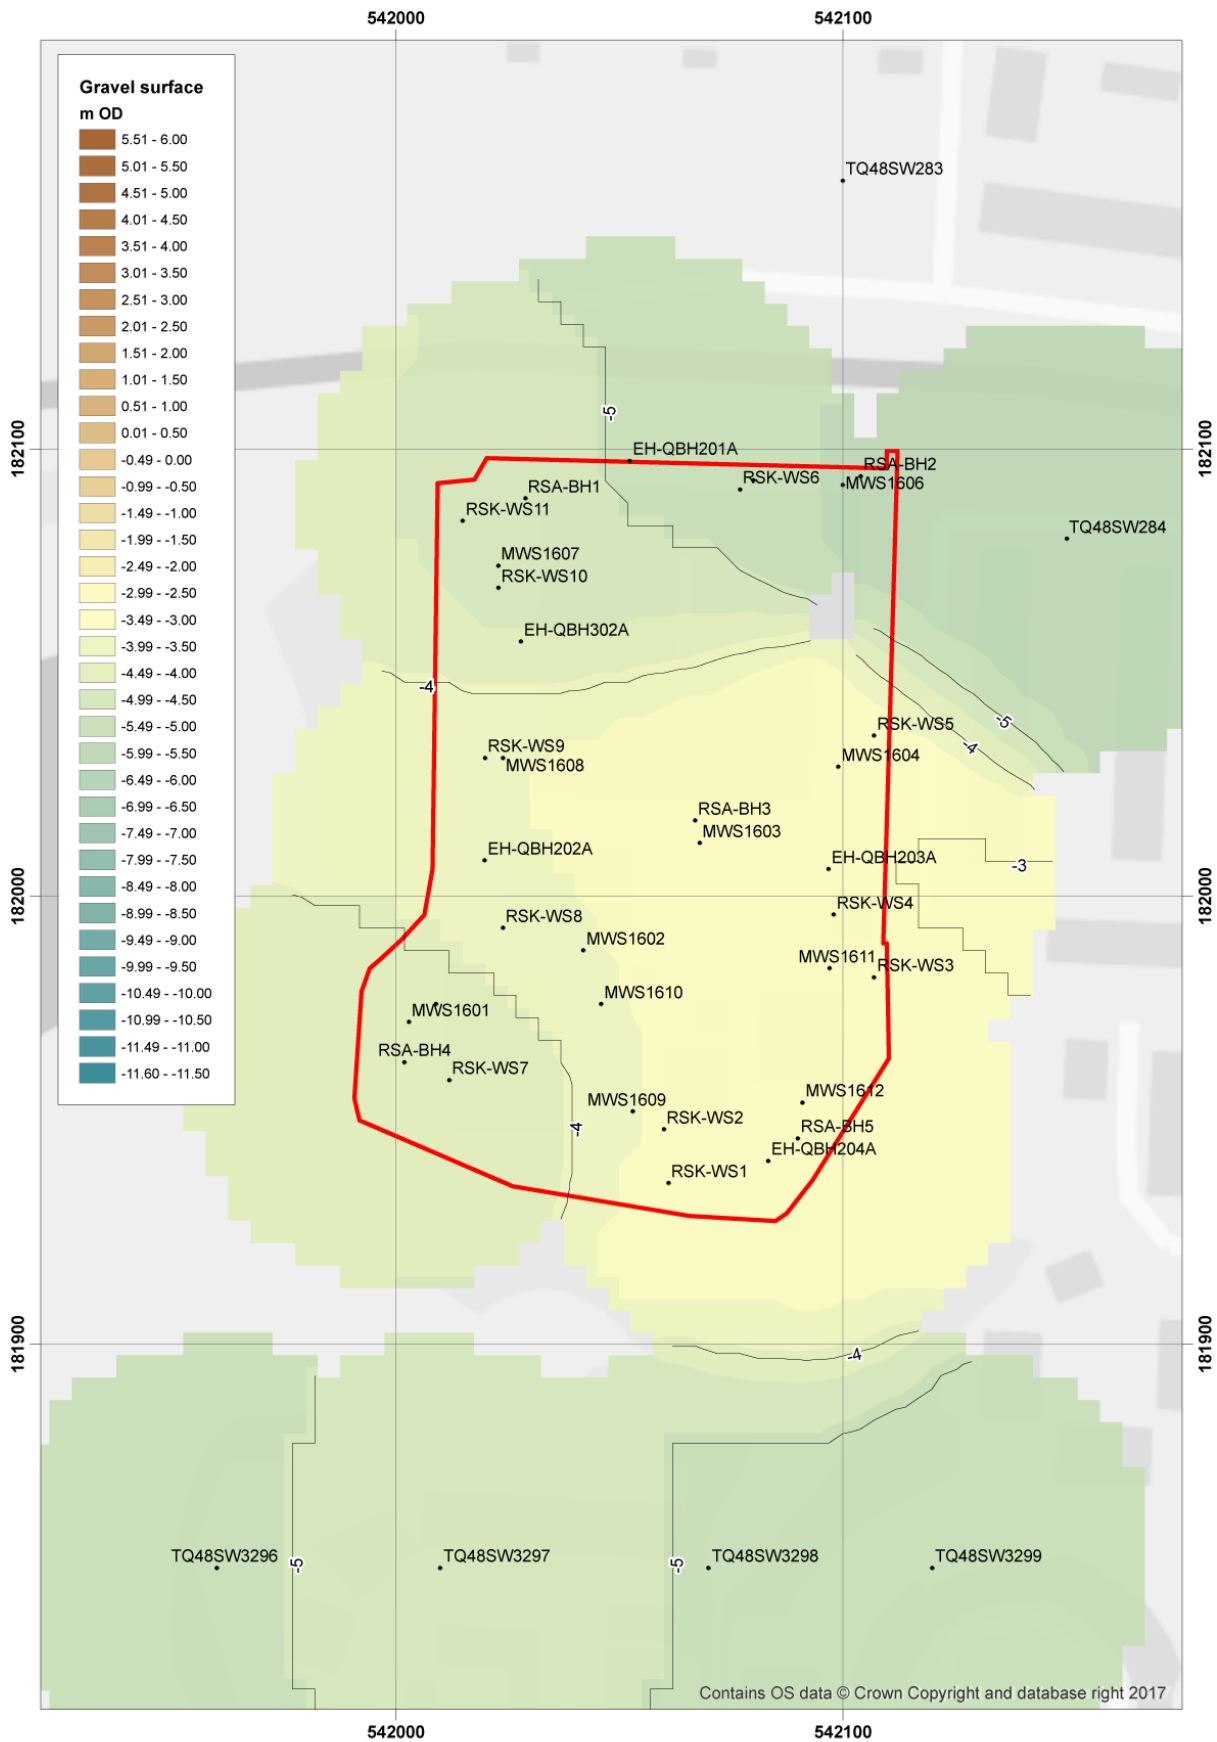 542000
542100
Gravel surface
m OD
5.51 - 6.00
5.01 - 5.50
4.51 - 5.00
4.01 - 4.50
3.51 - 4.00
3.01 - 3.50
2.51 - 3.00
2.01 - 2.50
1.51 - 2.00
1.01 - 1.50
0.51 - 1.00
0.01 - 0.50
-0.49 - 0.00
-0.99 - -0.50
-1.49 - -1.00
-1.99 - -1.50
-2.49 - -2.00
-2.99 - -2.50
-3.49 - -3.00
-3.99 - -3.50
-4.49 - -4.00
-4.99 - -4.50
-5.49 - -5.00
-5.99 - -5.50
-6.49 - -6.00
-6.99 - -6.50
-7.49 - -7.00
-7.99 - -7.50
-8.49 - -8.00
-8.99 - -8.50
-9.49 - -9.00
-9.99 - -9.50
-10.49 - -10.00
-10.99 - -10.50
-11.49 - -11.00
-11.60 - -11.50
TQ48SW283
-5
182100
182100
EH-QBH201A
RSA-BH2
RSK-WS6
MWS1606
RSA-BH1
RSK-WS11
TQ48SW284
MWS1607
RSK-WS10
EH-QBH302A
-4
-5
RSK-WS5
-4
RSK-WS9
MWS1608
MWS1604
RSA-BH3
MWS1603
EH-QBH202A
EH-QBH203A
-3
182000
182000
RSK-WS4
RSK-WS8
MWS1602
MWS1611
RSK-WS3
MWS1610
MWS1601
RSA-BH4
RSK-WS7
MWS1609
MWS1612
RSK-WS2
-4
RSA-BH5
EH-QBH204A
RSK-WS1
181900
181900
-4
TQ48SW3296
-5
TQ48SW3297
-5
TQ48SW3298
TQ48SW3299
Contains OS data © Crown Copyright and database right 2017
542000
542100